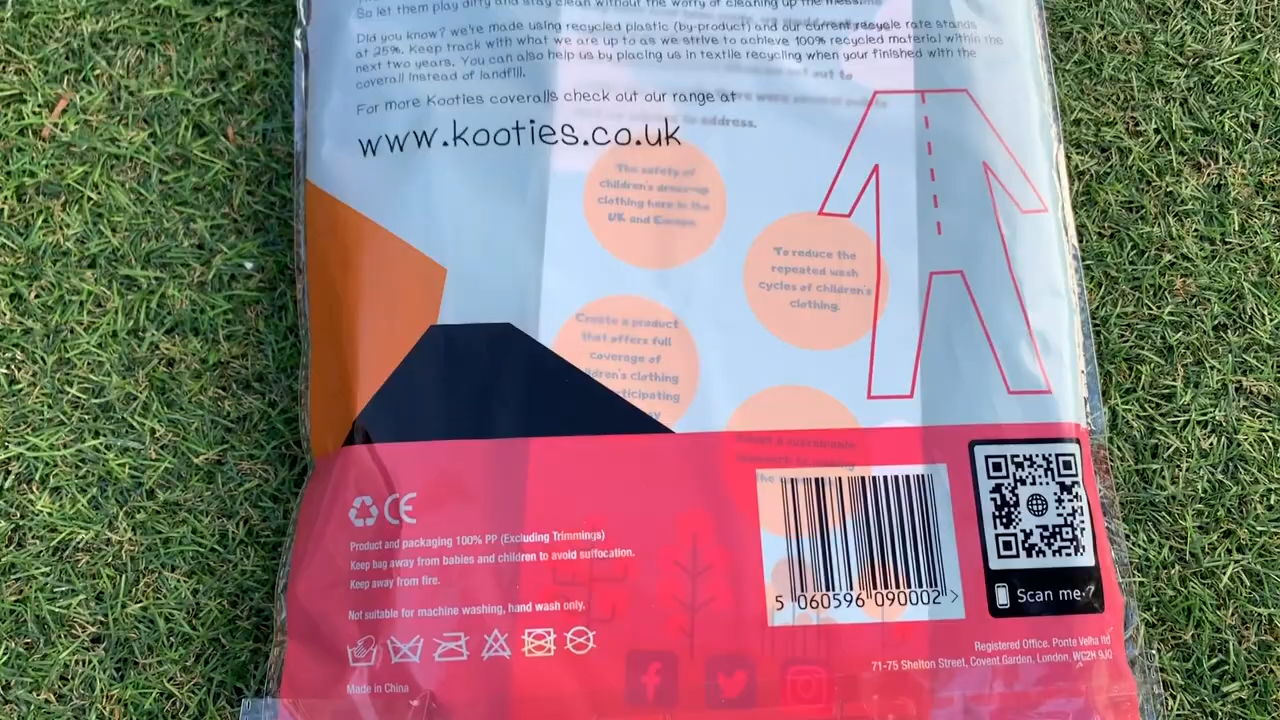 So let them play dirty and stay clean without the worry of cleaning up the mess!
Did you know? we're made using recycled plastic (by-product) and our current recycle rate stands
at 25%. Keep track with what we are up to as we strive to achieve 100% recycled material within the
next two years. You can also help us by placing us in textile recycling when your finished with the
coverall instead of landfill.
For more Kooties coveralls check out our range at
www.kooties.co.uk
to address.
The safety of
children's dress-up
clothing here in the
UK and Europe.
To reduce the
repeated wash
cycles of children's
clothing.
Create a product
that offers full
coverage of
children's clothing
participating
CE
Product and packaging 100% PP (Excluding Trimmings)
Keep bag away from babies and children to avoid suffocation.
Keep away from fire.
Not suitable for machine washing, hand wash only.
Made in China
5 060596 090002 >
Scan me?
Registered Office. Ponte Velha ltd
71-75 Shelton Street, Covent Garden, London, WC2H 9JQ